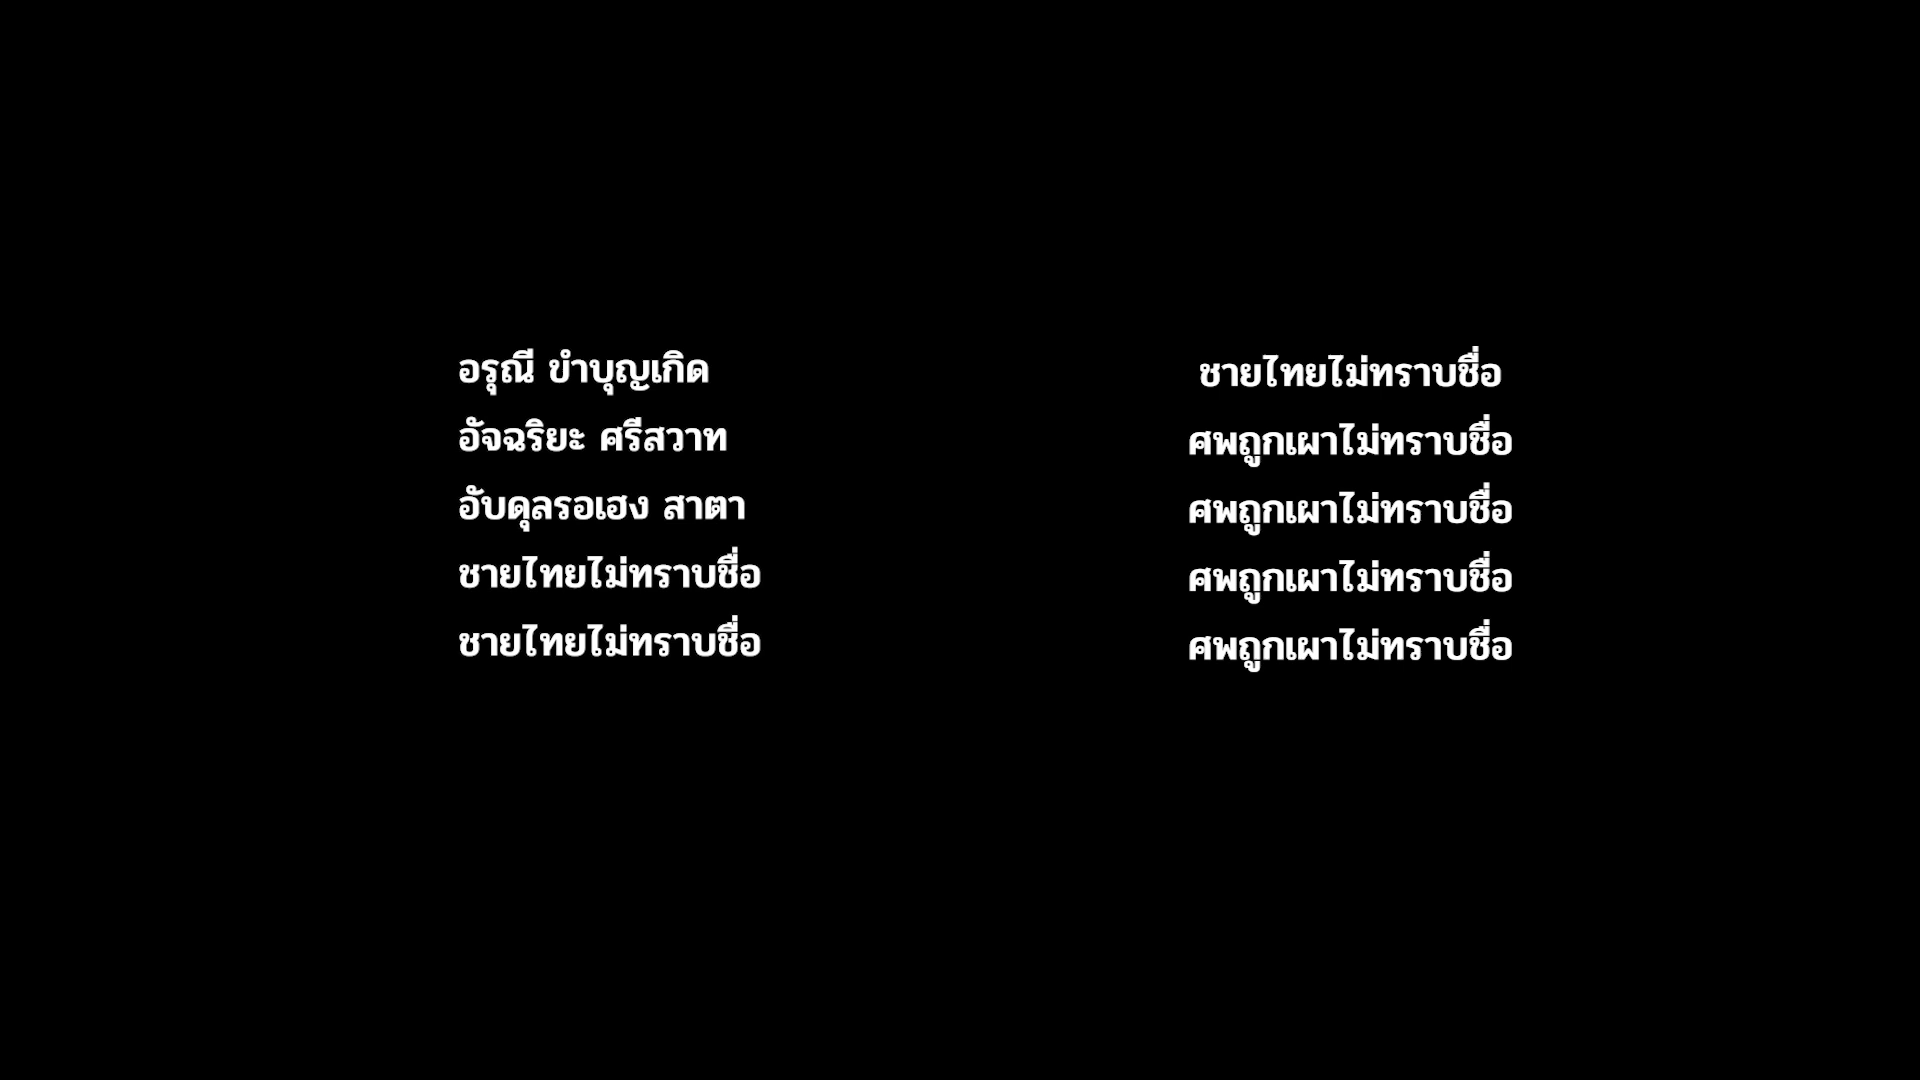 อรุณี ขำบุญเกิด
อัจฉริยะ ศรีสวาท
อับดุลรอเฮง สาตา
ชายไทยไม่ทราบชื่อ
ชายไทยไม่ทราบชื่อ
ชายไทยไม่ทราบชื่อ
ศพถูกเผาไม่ทราบชื่อ
ศพถูกเผาไม่ทราบชื่อ
ศพถูกเผาไม่ทราบชื่อ
ศพถูกเผาไม่ทราบชื่อ